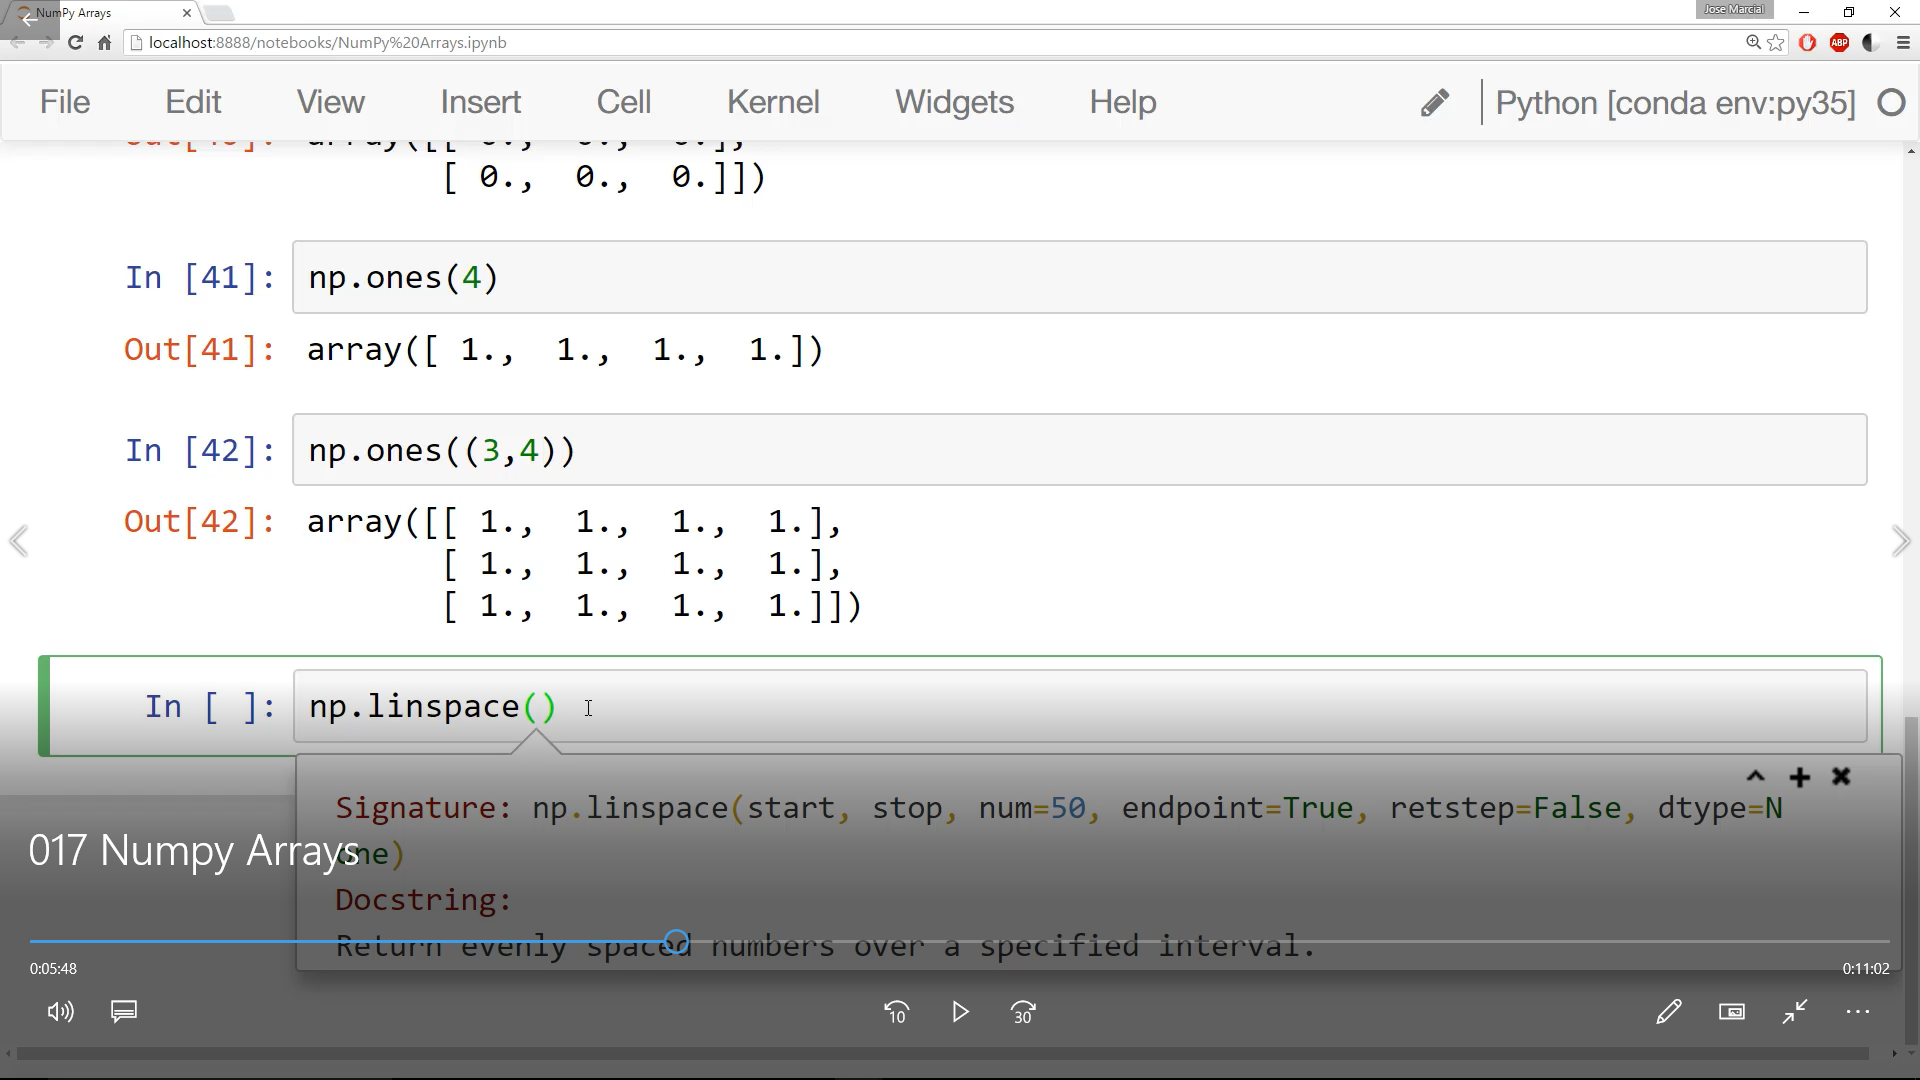 NumPy Arrays
Jose Marcial
localhost:8888/notebooks/NumPy%20Arrays.ipynb
ABP
File Edit View Insert Cell Kernel Widgets Help Python [conda env:py35]
[ 0., 0., 0.]])
In [41]: np.ones(4)
Out[41]: array([ 1., 1., 1., 1.])
In [42]: np.ones((3,4))
Out[42]: array([[ 1., 1., 1., 1.],
[ 1., 1., 1., 1.],
[ 1., 1., 1., 1.]])
In [ ]: np.linspace()
Signature: np.linspace(start, stop, num=50, endpoint=True, retstep=False, dtype=N
one)
017 Numpy Arrays
Docstring:
Return evenly spaced numbers over a specified interval.
0:05:48
0:11:02
10
30